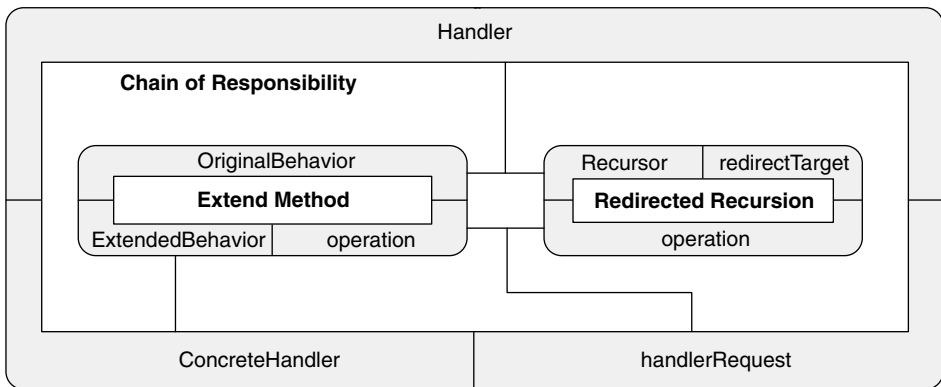 Handler
Chain of Responsibility
OriginalBehavior
Extend Method
ExtendedBehavior operation
Recursor redirectTarget
Redirected Recursion
operation
ConcreteHandler handlerRequest